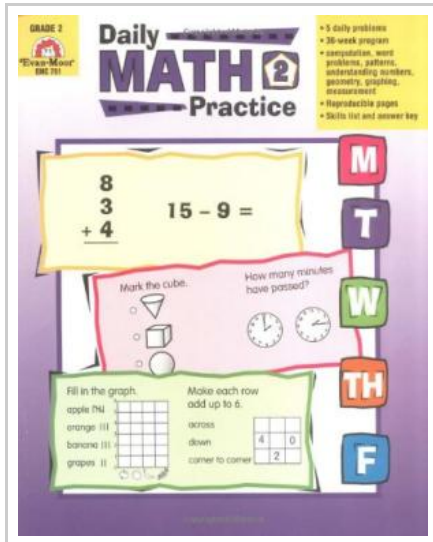 GRADE 2
Evan-Moor
EMC 751
Daily
MATH 2
Practice
• 5 daily problems
• 36-week program
• computation, word
problems, patterns,
understanding numbers,
geometry, graphing,
measurement
• Reproducible pages
• Skills list and answer key
M
T
W
TH
F
8
3
+ 4
15 – 9 =
Mark the cube.
How many minutes
have passed?
Fill in the graph.
apple
orange |||
banana ||||
grapes ||
Make each row
add up to 6.
across
down
corner to corner
4 0
2